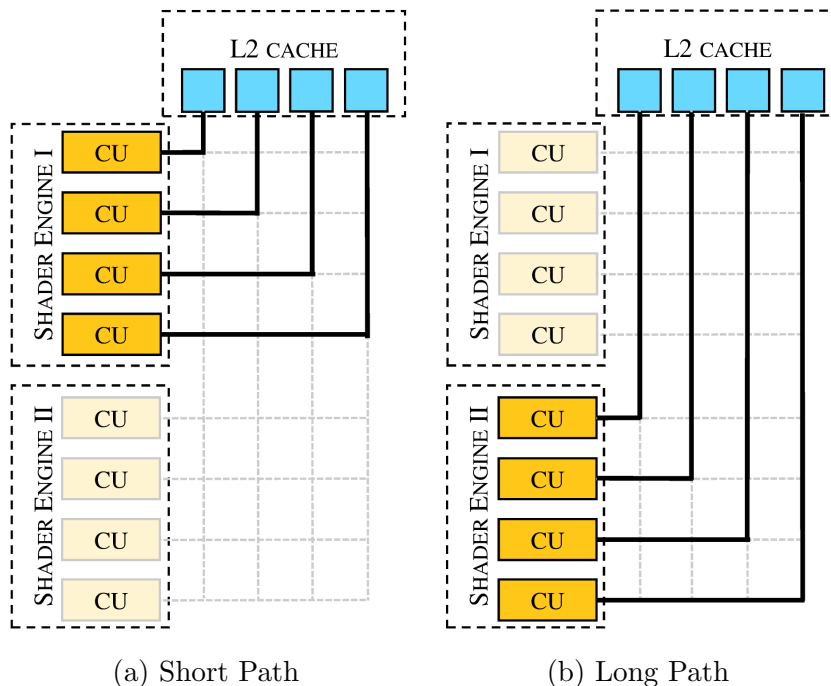 L2 CACHE
SHADER ENGINE I
CU
CU
CU
CU
SHADER ENGINE II
CU
CU
CU
CU
(a) Short Path
L2 CACHE
SHADER ENGINE I
CU
CU
CU
CU
SHADER ENGINE II
CU
CU
CU
CU
(b) Long Path